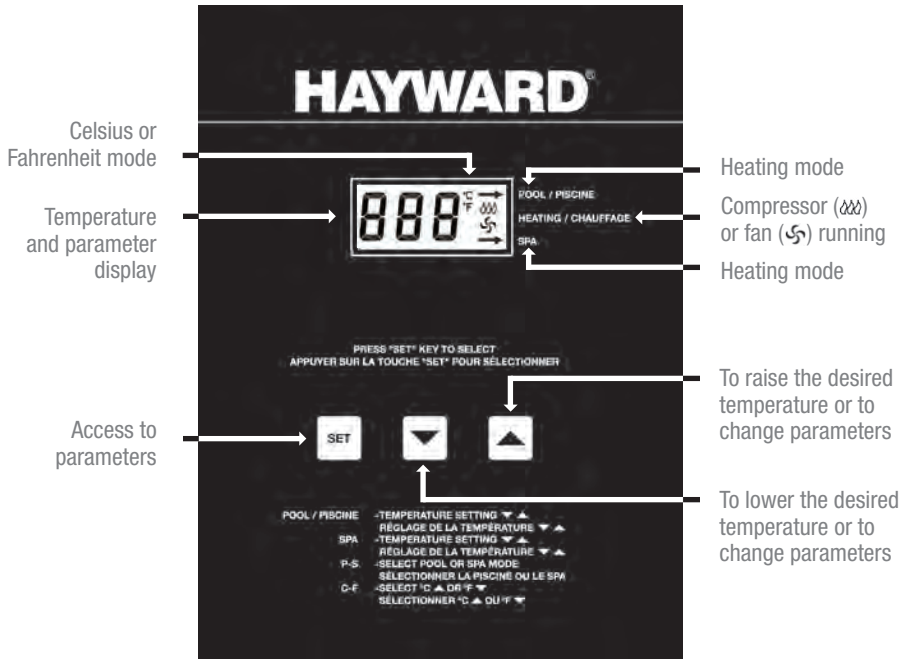 HAYWARD®
Celsius or
Fahrenheit mode
Temperature
and parameter
display
888 °C
°F
POOL / PISCINE
HEATING / CHAUFFAGE
SPA
Heating mode
Compressor
or fan ( ) running
Heating mode
PRESS "SET" KEY TO SELECT
APPUYER SUR LA TOUCHE "SET" POUR SÉLECTIONNER
Access to
parameters
SET
▼
▲
To raise the desired
temperature or to
change parameters
To lower the desired
temperature or to
change parameters
POOL / PISCINE -TEMPERATURE SETTING ▼ ▲
RÉGLAGE DE LA TEMPÉRATURE ▼ ▲
SPA -TEMPERATURE SETTING ▼ ▲
RÉGLAGE DE LA TEMPÉRATURE ▼ ▲
P-S -SELECT POOL OR SPA MODE
SÉLECTIONNER LA PISCINE OU LE SPA
C-F -SELECT °C ▲ OR °F ▼
SÉLECTIONNER °C ▲ OU °F ▼